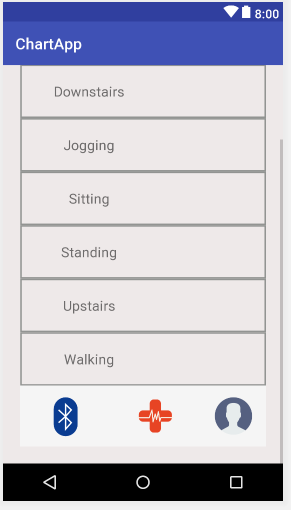 8:00
ChartApp
Downstairs
Jogging
Sitting
Standing
Upstairs
Walking